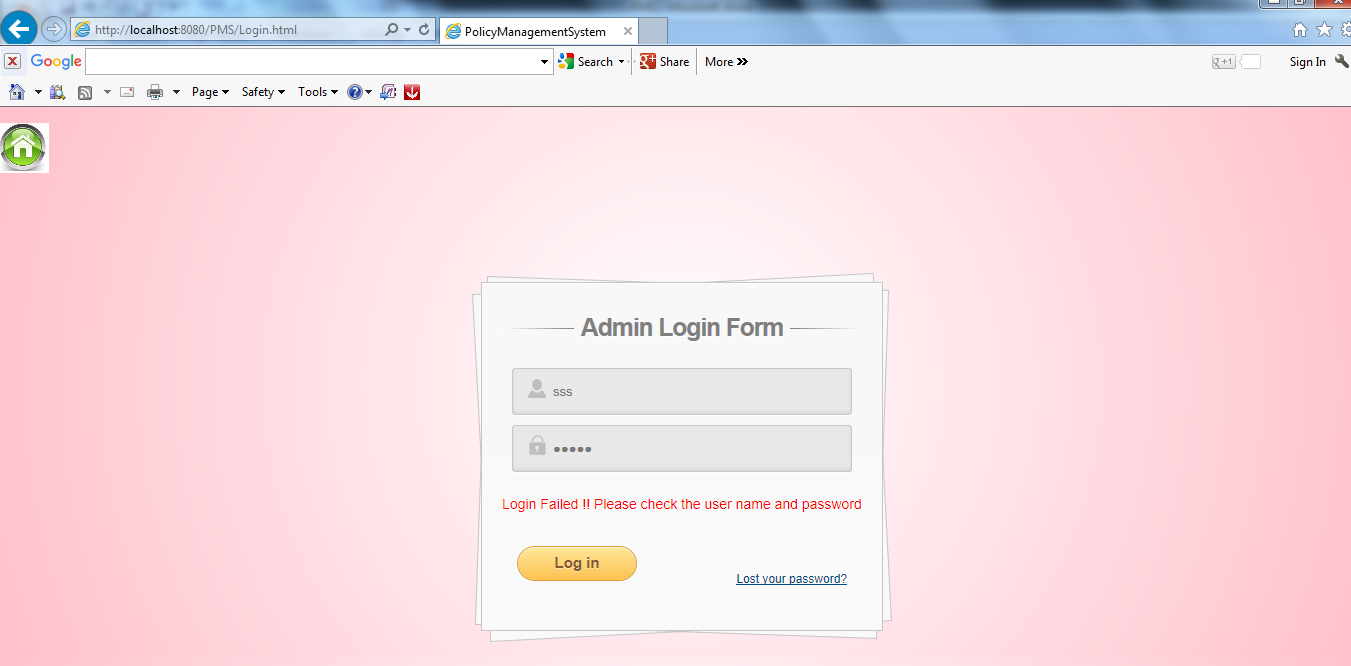 http://localhost:8080/PMS/Login.html
PolicyManagementSystem
Google
Search
Share
More
+1
Sign In
Page
Safety
Tools
Admin Login Form
sss
•••••
Login Failed !! Please check the user name and password
Log in
Lost your password?